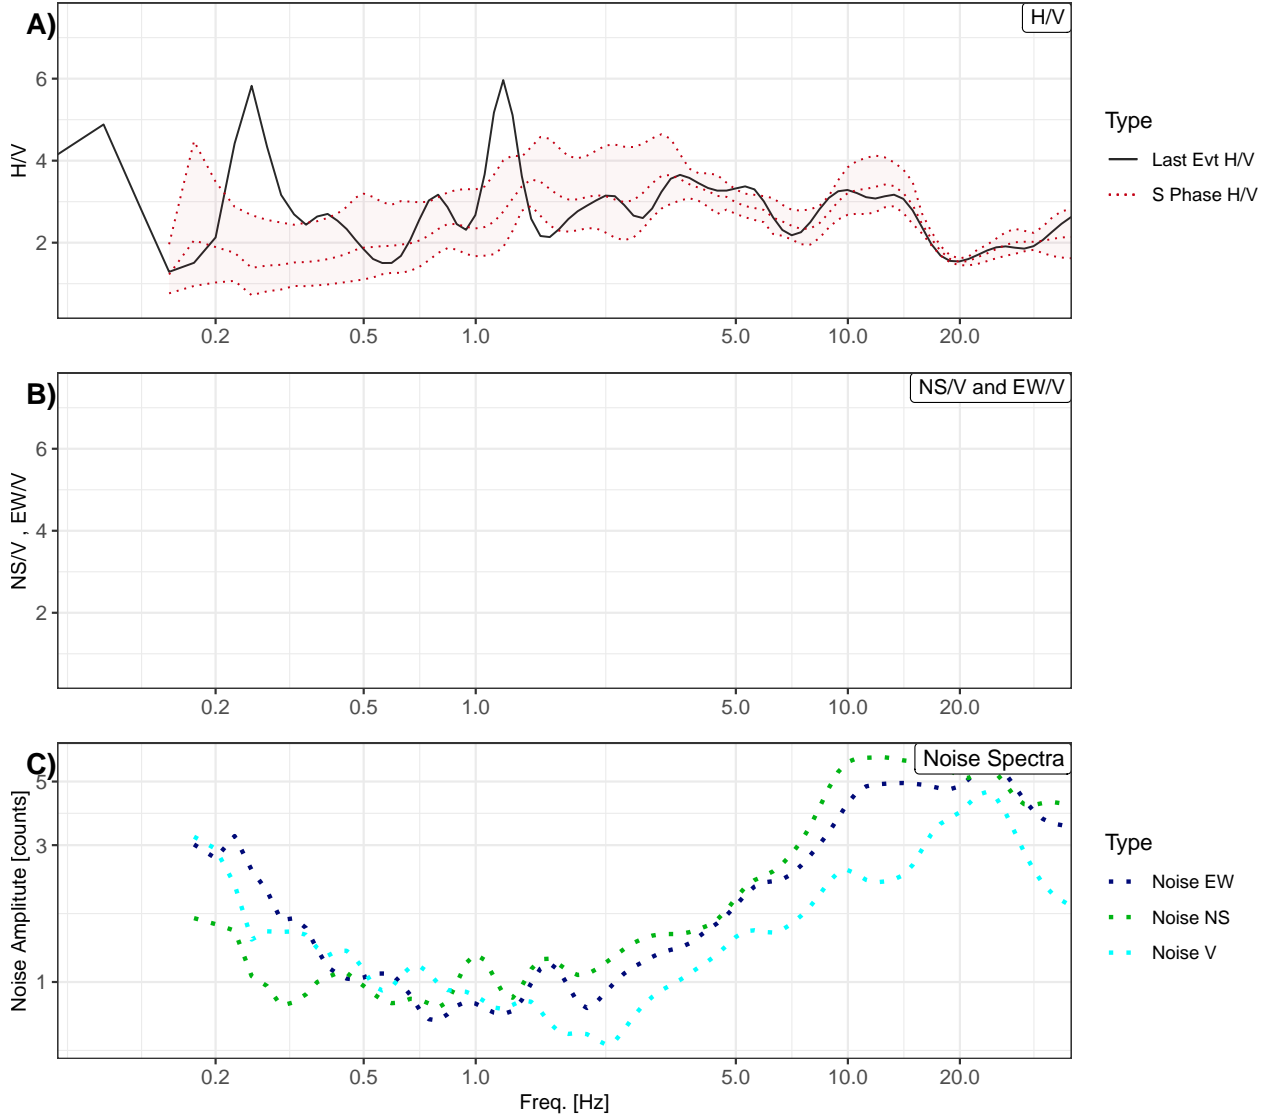 A)
H/V
6
4
2
H/V
0.2 0.5 1.0 5.0 10.0 20.0
Type
Last Evt H/V
S Phase H/V
B)
NS/V and EW/V
6
4
2
NS/V , EW/V
0.2 0.5 1.0 5.0 10.0 20.0
C)
Noise Spectra
5
3
1
Noise Amplitute [counts]
0.2 0.5 1.0 5.0 10.0 20.0
Freq. [Hz]
Type
Noise EW
Noise NS
Noise V